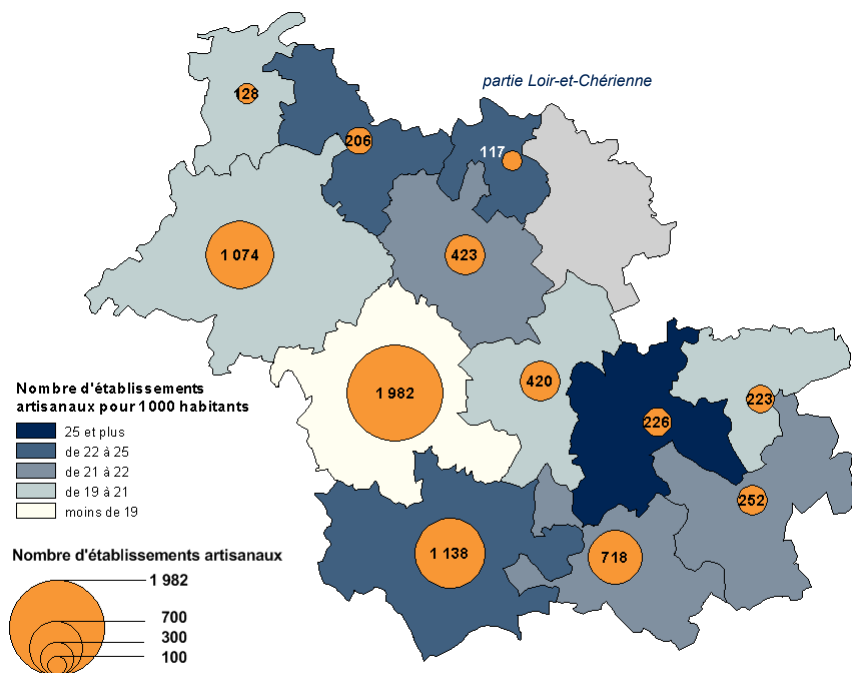 partie Loir-et-Chérienne
128
206
117
1 074
423
1 982
420
226
223
252
1 138
718
Nombre d'établissements
artisanaux pour 1000 habitants
25 et plus
de 22 à 25
de 21 à 22
de 19 à 21
moins de 19
Nombre d'établissements artisanaux
1 982
700
300
100